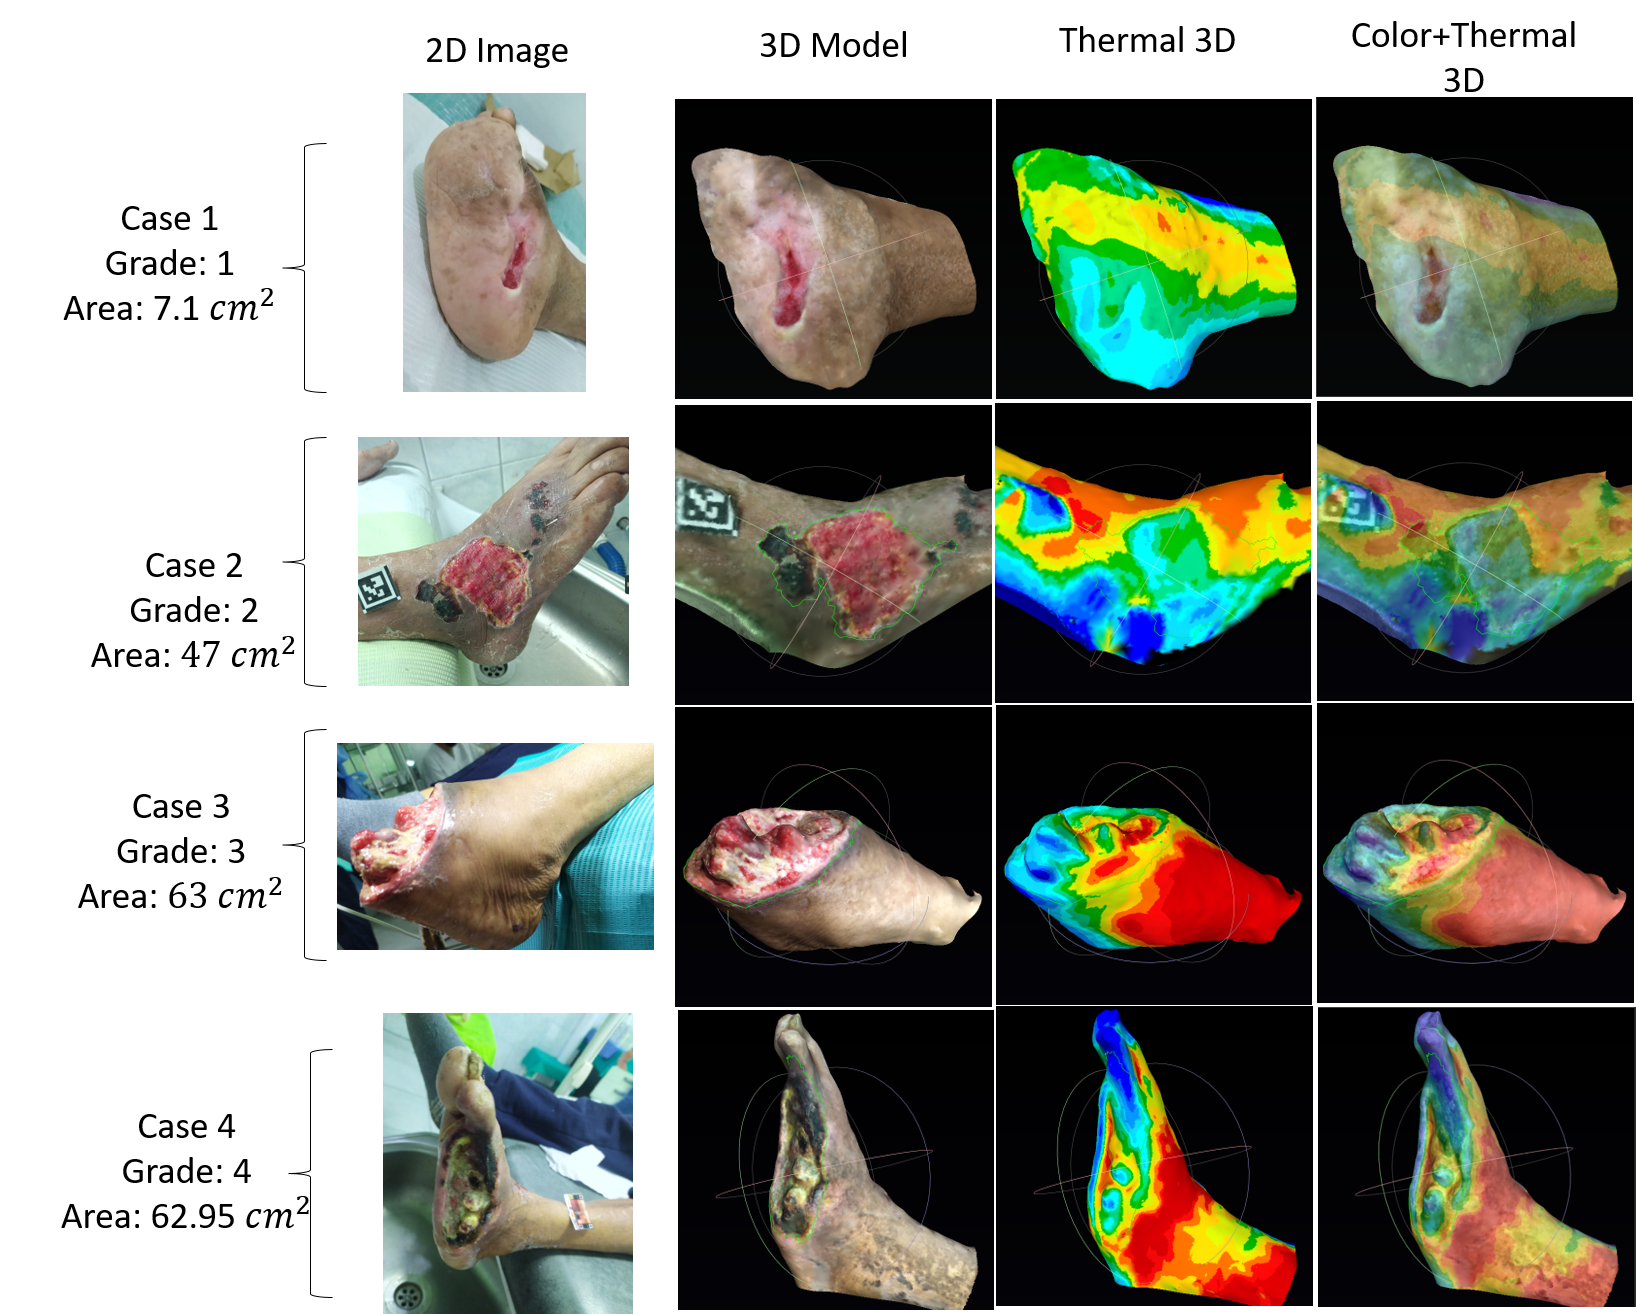 2D Image
3D Model
Thermal 3D
Color+Thermal
3D
Case 1
Grade: 1
Area: 7.1 cm²
Case 2
Grade: 2
Area: 47 cm²
Case 3
Grade: 3
Area: 63 cm²
Case 4
Grade: 4
Area: 62.95 cm²